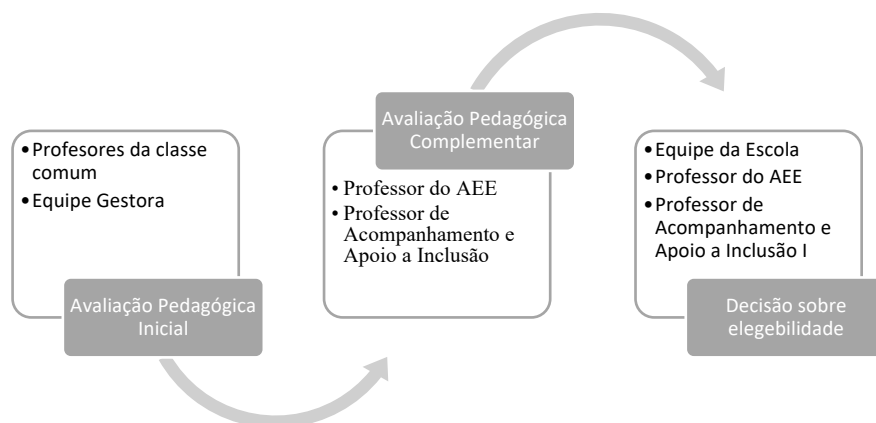 •Profesores da classe
comum
•Equipe Gestora
Avaliação Pedagógica
Inicial
Avaliação Pedagógica
Complementar
• Professor do AEE
• Professor de
Acompanhamento e
Apoio a Inclusão
•Equipe da Escola
•Professor do AEE
•Professor de
Acompanhamento e
Apoio a Inclusão I
Decisão sobre
elegebilidade